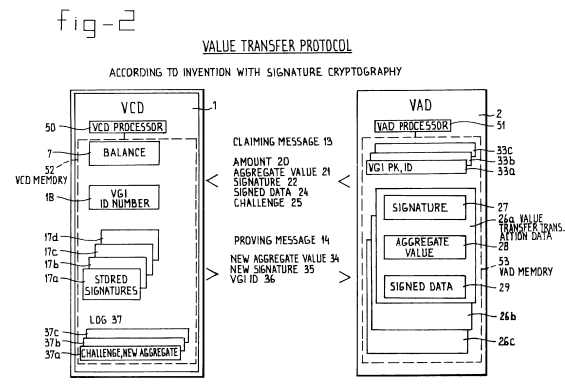 fig-2
VALUE TRANSFER PROTOCOL
ACCORDING TO INVENTION WITH SIGNATURE CRYPTOGRAPHY
VCD
1
50
VCD PROCESSOR
7
BALANCE
52
VCD MEMORY
18
VGI
ID NUMBER
17d
17c
17b
17a
STORED
SIGNATURES
LOG 37
37c
37b
37a
CHALLENGE, NEW AGGREGATE
CLAIMING MESSAGE 13
AMOUNT 20
AGGREGATE VALUE 21
SIGNATURE 22
SIGNED DATA 24
CHALLENGE 25
PROVING MESSAGE 14
NEW AGGREGATE VALUE 34
NEW SIGNATURE 35
VGI ID 36
VAD
2
VAD PROCESSOR
51
33c
33b
33a
VGI PK, ID
SIGNATURE
27
26a VALUE
TRANSFER TRANS.
ACTION DATA
AGGREGATE
VALUE
28
53
VAD MEMORY
SIGNED DATA
29
26b
26c